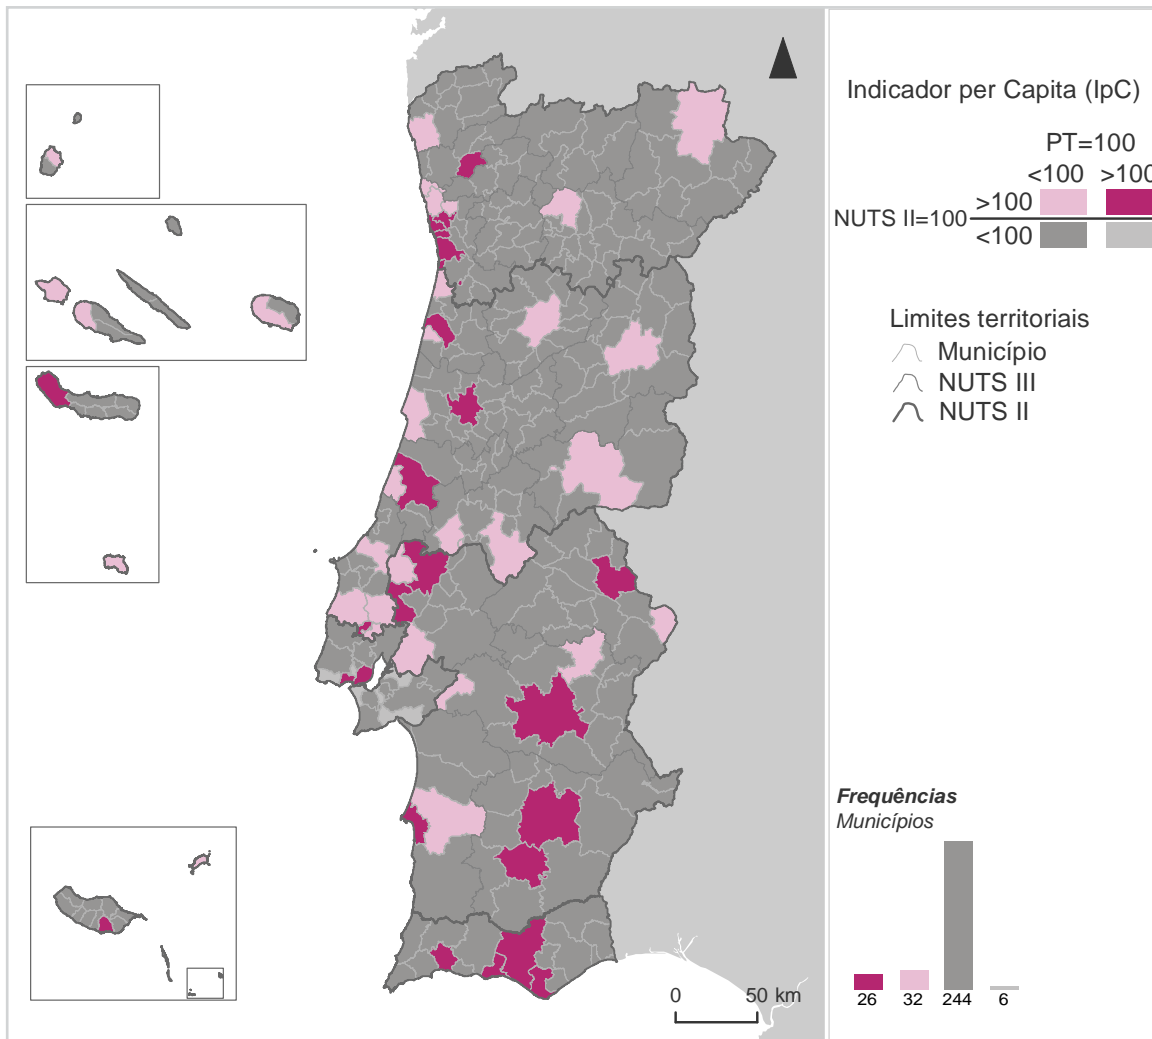 Indicador per Capita (IpC)
PT=100
<100 >100
>100
NUTS II=100
<100
Limites territoriais
Município
NUTS III
NUTS II
Frequências
Municípios
26 32 244 6
0 50 km